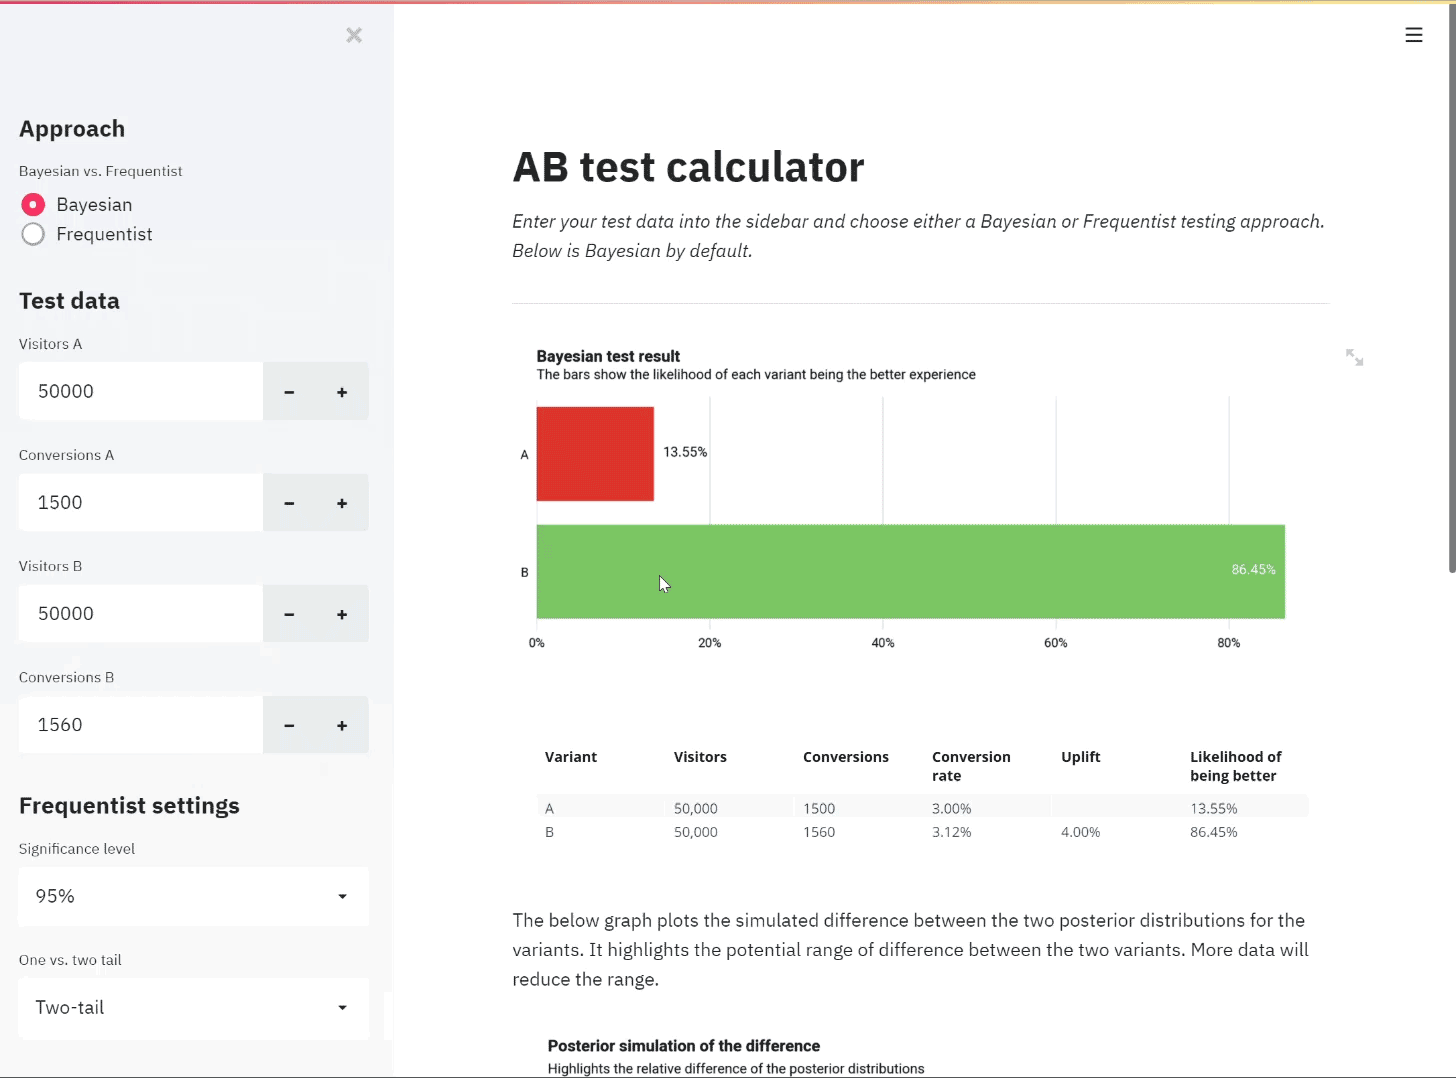 Approach
Bayesian vs. Frequentist
Bayesian
Frequentist
Test data
Visitors A
50000
Conversions A
1500
Visitors B
50000
Conversions B
1560
Frequentist settings
Significance level
95%
One vs. two tail
Two-tail
AB test calculator
Enter your test data into the sidebar and choose either a Bayesian or Frequentist testing approach.
Below is Bayesian by default.
Bayesian test result
The bars show the likelihood of each variant being the better experience
A
13.55%
B
86.45%
0% 20% 40% 60% 80%
Variant Visitors Conversions Conversion rate Uplift Likelihood of being better
A 50,000 1500 3.00% 13.55%
B 50,000 1560 3.12% 4.00% 86.45%
The below graph plots the simulated difference between the two posterior distributions for the
variants. It highlights the potential range of difference between the two variants. More data will
reduce the range.
Posterior simulation of the difference
Highlights the relative difference of the posterior distributions